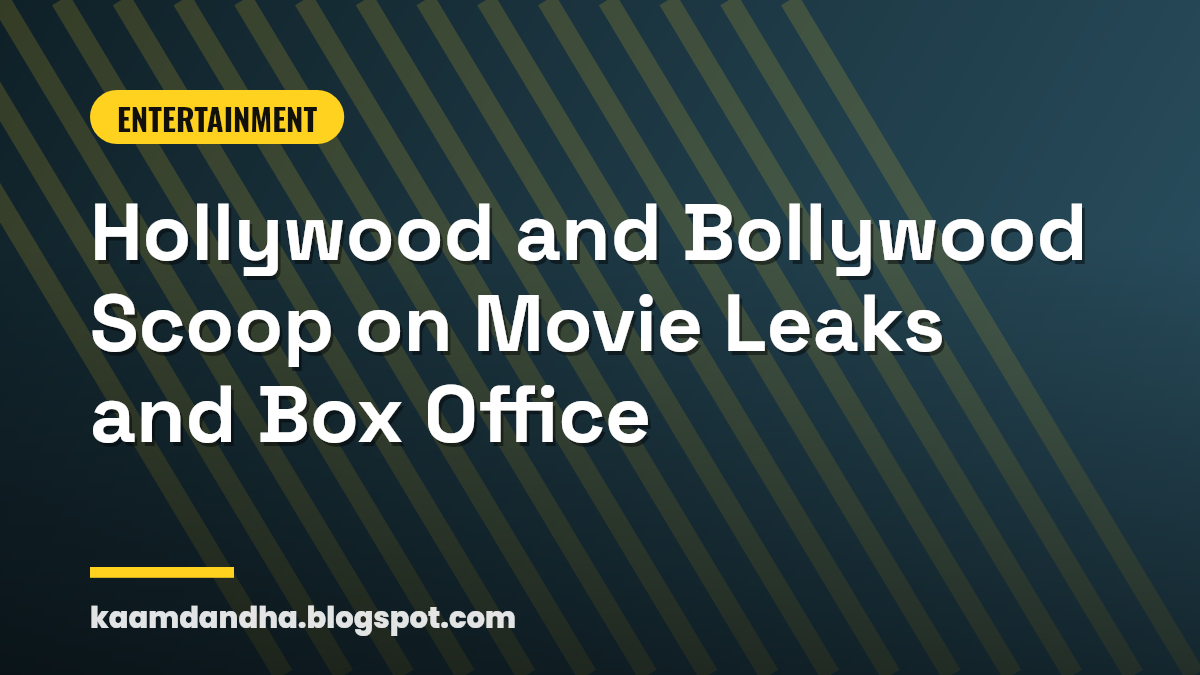 ENTERTAINMENT
Hollywood and Bollywood
Scoop on Movie Leaks
and Box Office
kaamdandha.blogspot.com